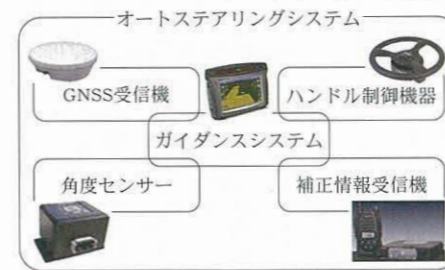 オートステアリングシステム
GNSS受信機
ハンドル制御機器
ガイダンスシステム
角度センサー
補正情報受信機